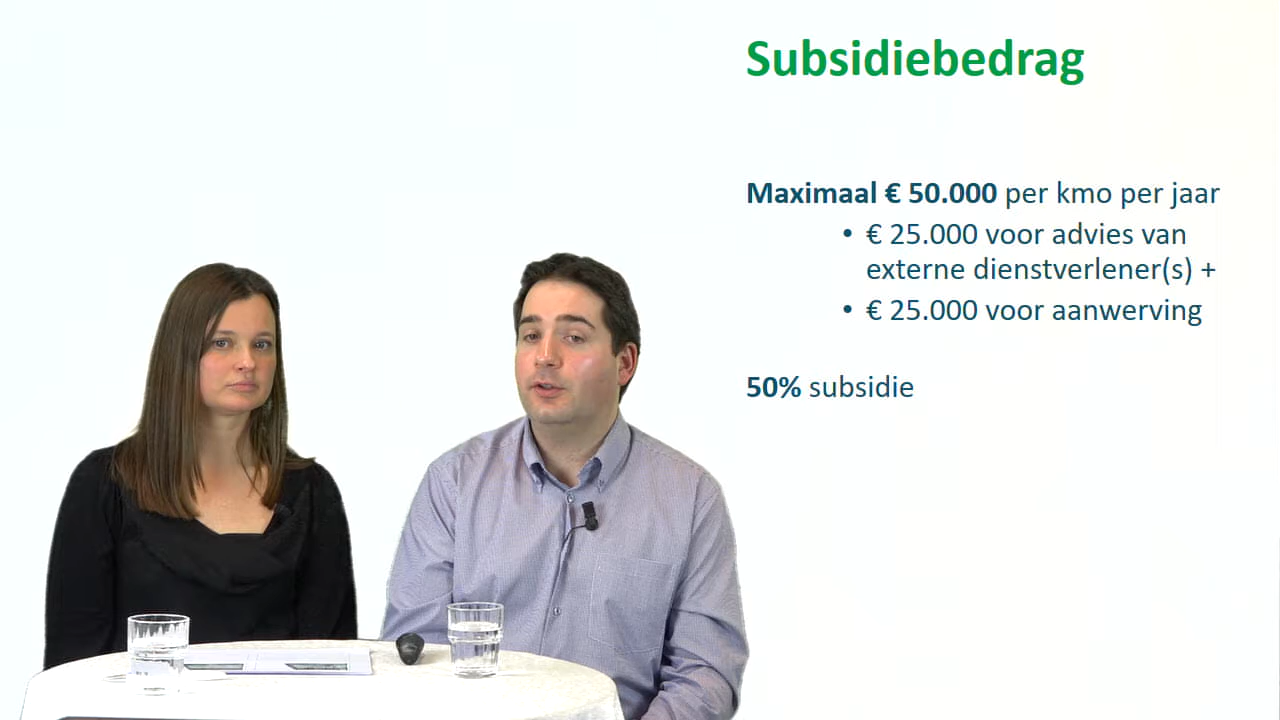 Subsidiebedrag
Maximaal € 50.000 per kmo per jaar
• € 25.000 voor advies van
externe dienstverlener(s) +
• € 25.000 voor aanwerving
50% subsidie